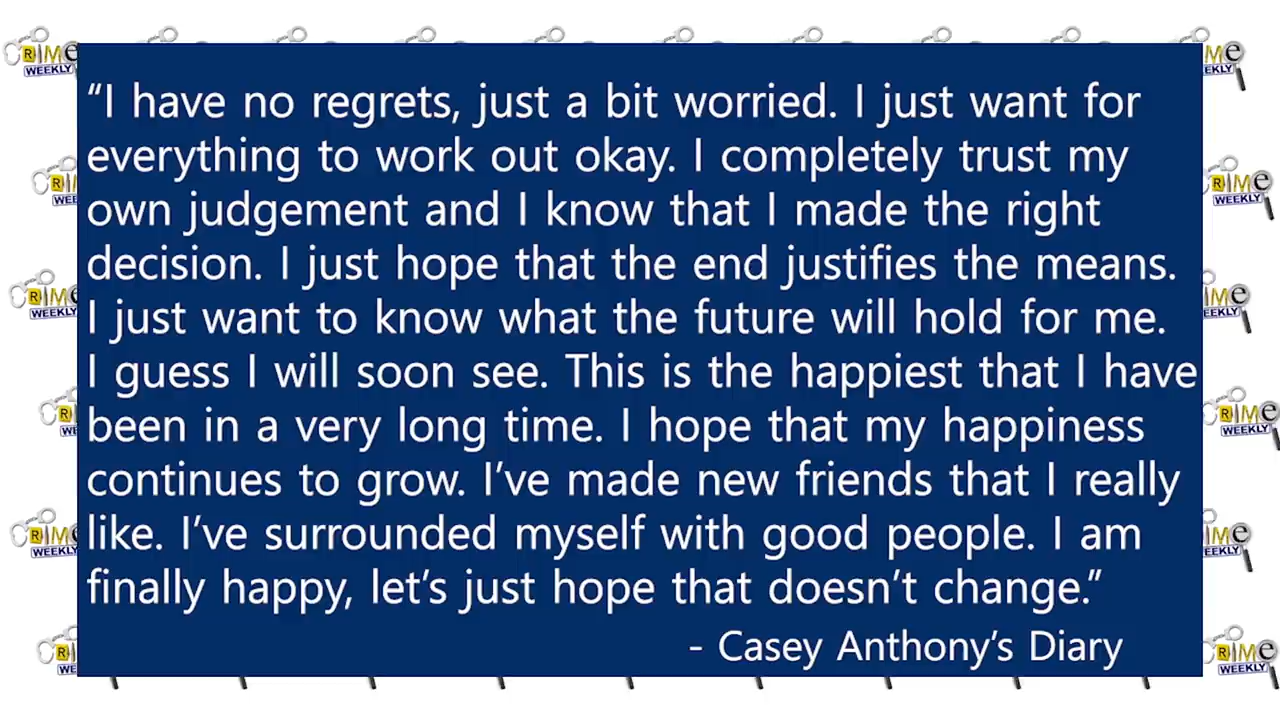 “I have no regrets, just a bit worried. I just want for
everything to work out okay. I completely trust my
own judgement and I know that I made the right
decision. I just hope that the end justifies the means.
I just want to know what the future will hold for me.
I guess I will soon see. This is the happiest that I have
been in a very long time. I hope that my happiness
continues to grow. I’ve made new friends that I really
like. I’ve surrounded myself with good people. I am
finally happy, let’s just hope that doesn’t change.”
- Casey Anthony’s Diary
CRIMe
WEEKLY